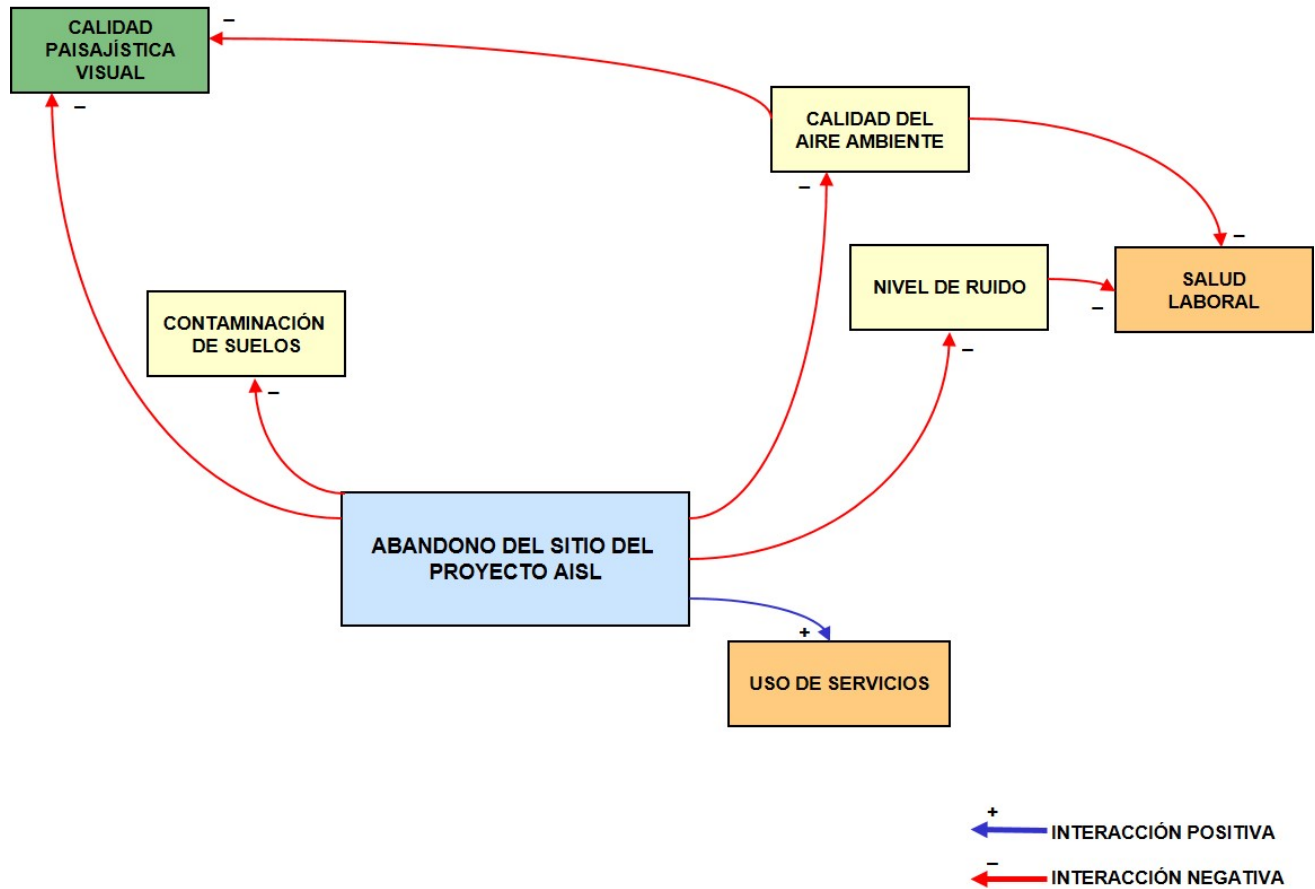 CALIDAD
PAISAJÍSTICA
VISUAL
–
–
CALIDAD DEL
AIRE AMBIENTE
–
–
NIVEL DE RUIDO
–
–
SALUD
LABORAL
CONTAMINACIÓN
DE SUELOS
–
ABANDONO DEL SITIO DEL
PROYECTO AISL
+
USO DE SERVICIOS
+
INTERACCIÓN POSITIVA
–
INTERACCIÓN NEGATIVA